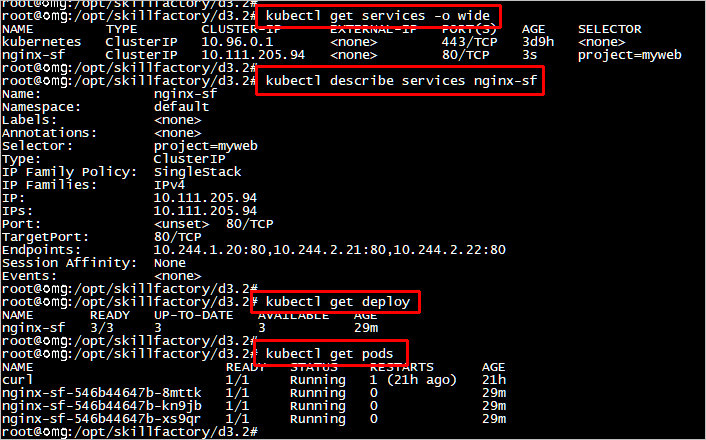 root@omg:/opt/skillfactory/d3.2# kubectl get services -o wide
NAME TYPE CLUSTER-IP EXTERNAL-IP PORT(S) AGE SELECTOR
kubernetes ClusterIP 10.96.0.1 <none> 443/TCP 3d9h <none>
nginx-sf ClusterIP 10.111.205.94 <none> 80/TCP 3s project=myweb
root@omg:/opt/skillfactory/d3.2#
root@omg:/opt/skillfactory/d3.2# kubectl describe services nginx-sf
Name: nginx-sf
Namespace: default
Labels: <none>
Annotations: <none>
Selector: project=myweb
Type: ClusterIP
IP Family Policy: SingleStack
IP Families: IPv4
IP: 10.111.205.94
IPs: 10.111.205.94
Port: <unset> 80/TCP
TargetPort: 80/TCP
Endpoints: 10.244.1.20:80,10.244.2.21:80,10.244.2.22:80
Session Affinity: None
Events: <none>
root@omg:/opt/skillfactory/d3.2#
root@omg:/opt/skillfactory/d3.2# kubectl get deploy
NAME READY UP-TO-DATE AVAILABLE AGE
nginx-sf 3/3 3 3 29m
root@omg:/opt/skillfactory/d3.2#
root@omg:/opt/skillfactory/d3.2# kubectl get pods
NAME READY STATUS RESTARTS AGE
curl 1/1 Running 1 (21h ago) 21h
nginx-sf-546b44647b-8mttk 1/1 Running 0 29m
nginx-sf-546b44647b-kn9jb 1/1 Running 0 29m
nginx-sf-546b44647b-xs9qr 1/1 Running 0 29m
root@omg:/opt/skillfactory/d3.2#